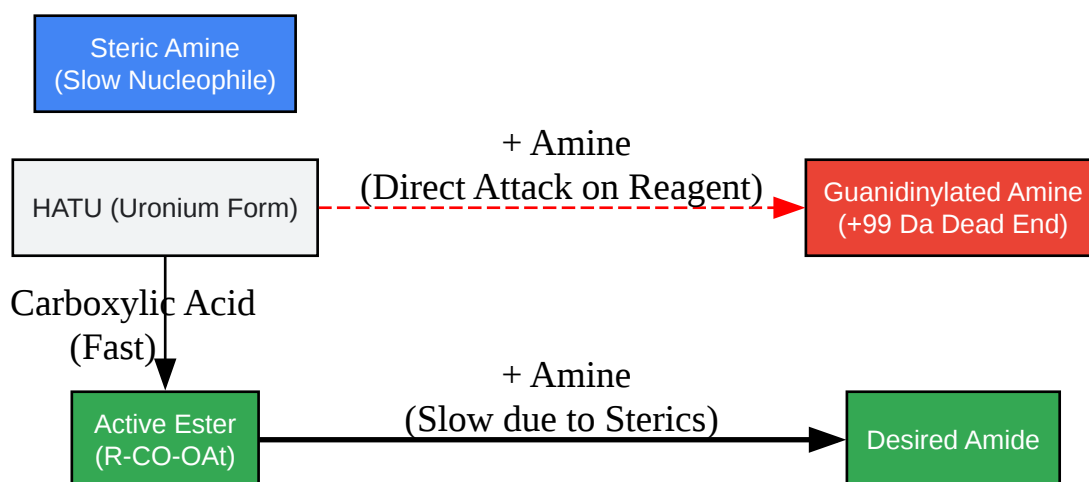 Steric Amine
(Slow Nucleophile)
+ Amine
(Direct Attack on Reagent)
HATU (Uronium Form)
Guanidinylated Amine
(+99 Da Dead End)
Carboxylic Acid
(Fast)
+ Amine
(Slow due to Sterics)
Active Ester
(R-CO-OAt)
Desired Amide